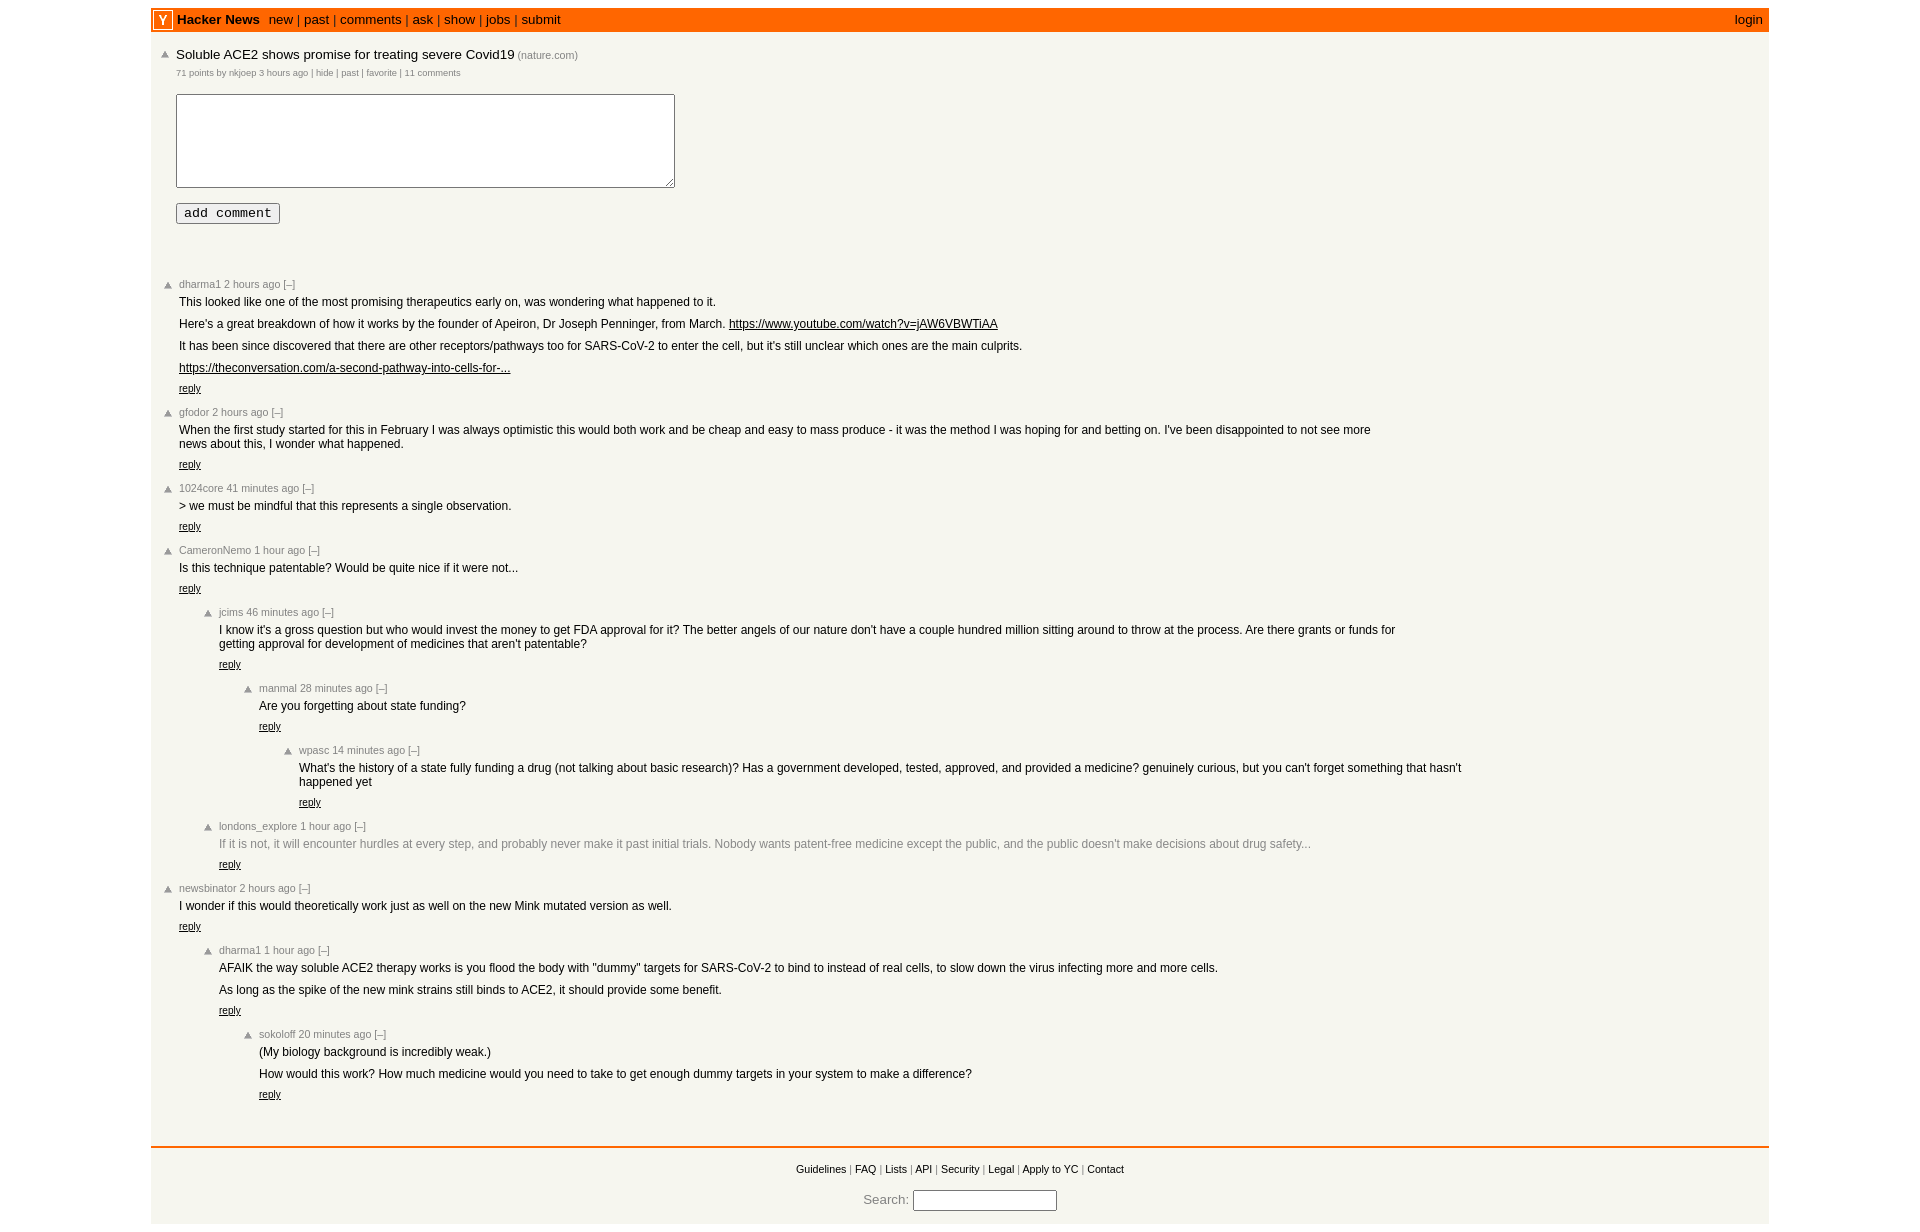 Y Hacker News new | past | comments | ask | show | jobs | submit login
Soluble ACE2 shows promise for treating severe Covid19 (nature.com)
71 points by nkjoep 3 hours ago | hide | past | favorite | 11 comments
add comment
dharma1 2 hours ago [–]
This looked like one of the most promising therapeutics early on, was wondering what happened to it.
Here's a great breakdown of how it works by the founder of Apeiron, Dr Joseph Penninger, from March. https://www.youtube.com/watch?v=jAW6VBWTiAA
It has been since discovered that there are other receptors/pathways too for SARS-CoV-2 to enter the cell, but it's still unclear which ones are the main culprits.
https://theconversation.com/a-second-pathway-into-cells-for-...
reply
gfodor 2 hours ago [–]
When the first study started for this in February I was always optimistic this would both work and be cheap and easy to mass produce - it was the method I was hoping for and betting on. I've been disappointed to not see more
news about this, I wonder what happened.
reply
1024core 41 minutes ago [–]
> we must be mindful that this represents a single observation.
reply
CameronNemo 1 hour ago [–]
Is this technique patentable? Would be quite nice if it were not...
reply
jcims 46 minutes ago [–]
I know it's a gross question but who would invest the money to get FDA approval for it? The better angels of our nature don't have a couple hundred million sitting around to throw at the process. Are there grants or funds for
getting approval for development of medicines that aren't patentable?
reply
manmal 28 minutes ago [–]
Are you forgetting about state funding?
reply
wpasc 14 minutes ago [–]
What's the history of a state fully funding a drug (not talking about basic research)? Has a government developed, tested, approved, and provided a medicine? genuinely curious, but you can't forget something that hasn't
happened yet
reply
londons_explore 1 hour ago [–]
If it is not, it will encounter hurdles at every step, and probably never make it past initial trials. Nobody wants patent-free medicine except the public, and the public doesn't make decisions about drug safety...
reply
newsbinator 2 hours ago [–]
I wonder if this would theoretically work just as well on the new Mink mutated version as well.
reply
dharma1 1 hour ago [–]
AFAIK the way soluble ACE2 therapy works is you flood the body with "dummy" targets for SARS-CoV-2 to bind to instead of real cells, to slow down the virus infecting more and more cells.
As long as the spike of the new mink strains still binds to ACE2, it should provide some benefit.
reply
sokoloff 20 minutes ago [–]
(My biology background is incredibly weak.)
How would this work? How much medicine would you need to take to get enough dummy targets in your system to make a difference?
reply
Guidelines | FAQ | Lists | API | Security | Legal | Apply to YC | Contact
Search: